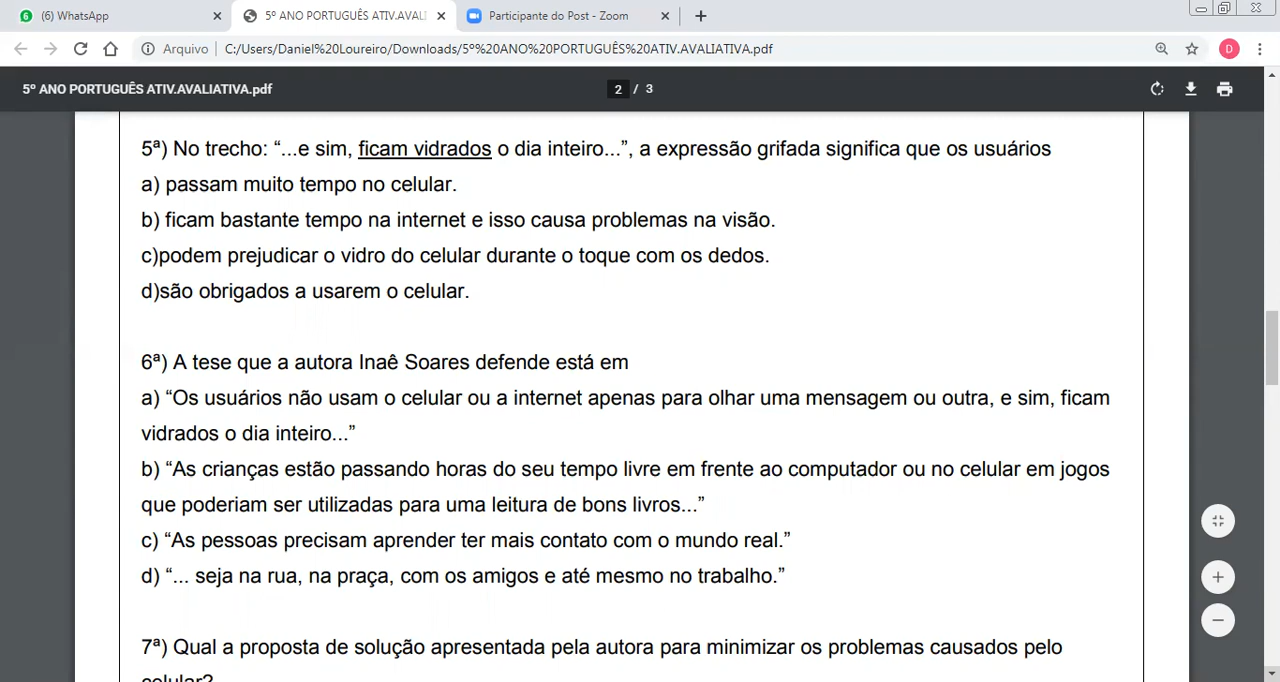 (6) WhatsApp
5º ANO PORTUGUÊS ATIV.AVALI
Participante do Post - Zoom
Arquivo
C:/Users/Daniel%20Loureiro/Downloads/5º%20ANO%20PORTUGUÊS%20ATIV.AVALIATIVA.pdf
D
5º ANO PORTUGUÊS ATIV.AVALIATIVA.pdf
2 / 3
5ª) No trecho: “...e sim, ficam vidrados o dia inteiro...”, a expressão grifada significa que os usuários
a) passam muito tempo no celular.
b) ficam bastante tempo na internet e isso causa problemas na visão.
c)podem prejudicar o vidro do celular durante o toque com os dedos.
d)são obrigados a usarem o celular.
6ª) A tese que a autora Inaê Soares defende está em
a) “Os usuários não usam o celular ou a internet apenas para olhar uma mensagem ou outra, e sim, ficam
vidrados o dia inteiro...”
b) “As crianças estão passando horas do seu tempo livre em frente ao computador ou no celular em jogos
que poderiam ser utilizadas para uma leitura de bons livros...”
c) “As pessoas precisam aprender ter mais contato com o mundo real.”
d) “... seja na rua, na praça, com os amigos e até mesmo no trabalho.”
7ª) Qual a proposta de solução apresentada pela autora para minimizar os problemas causados pelo
celular?